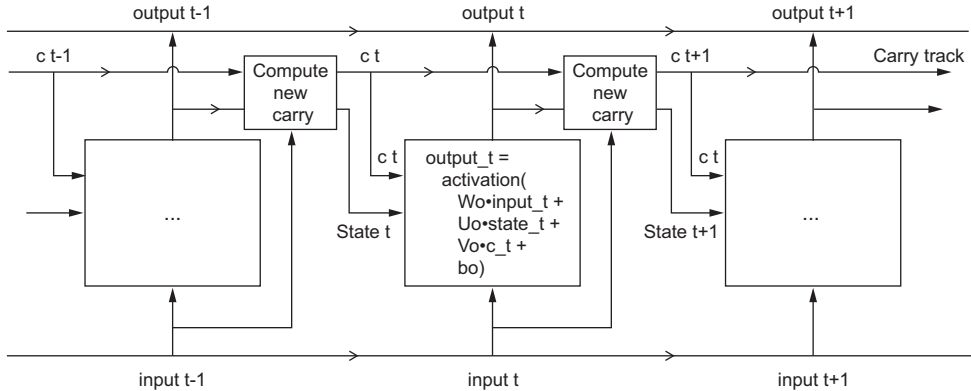 output t-1
output t
output t+1
c t-1
Compute
new
carry
c t
Compute
new
carry
c t+1
Carry track
c t
output_t =
activation(
Wo•input_t +
Uo•state_t +
Vo•c_t +
bo)
c t
...
...
State t
State t+1
input t-1
input t
input t+1